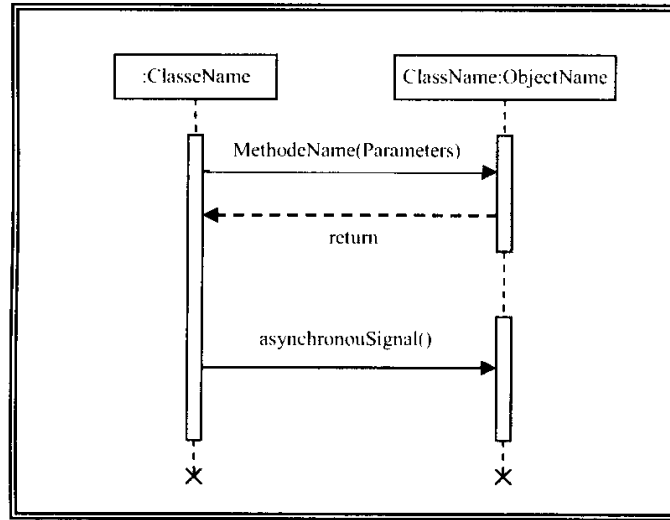 :ClasseName
ClassName:ObjectName
MethodeName(Parameters)
return
asynchronouSignal()